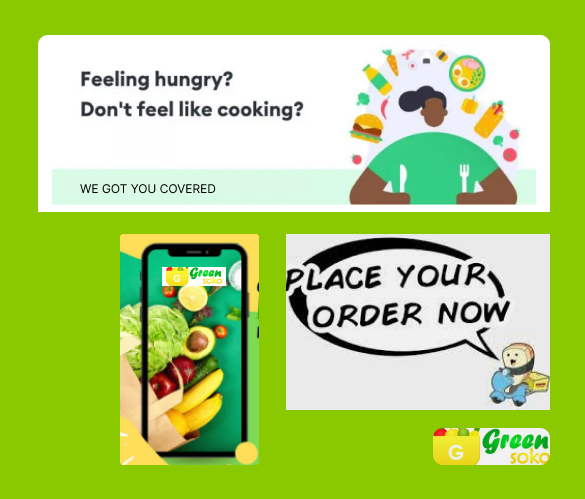 Feeling hungry?
Don't feel like cooking?
WE GOT YOU COVERED
G
Green
soko
PLACE YOUR
ORDER NOW
G
Green
soko